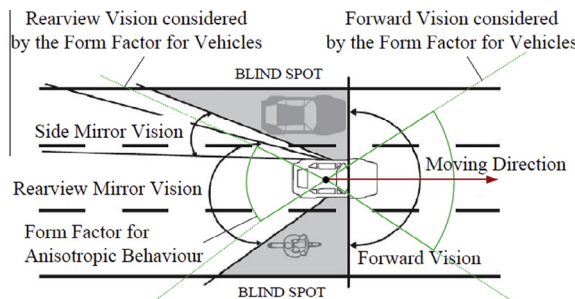 Rearview Vision considered
by the Form Factor for Vehicles
Forward Vision considered
by the Form Factor for Vehicles
BLIND SPOT
Side Mirror Vision
Moving Direction
Rearview Mirror Vision
Form Factor for
Anisotropic Behaviour
Forward Vision
BLIND SPOT